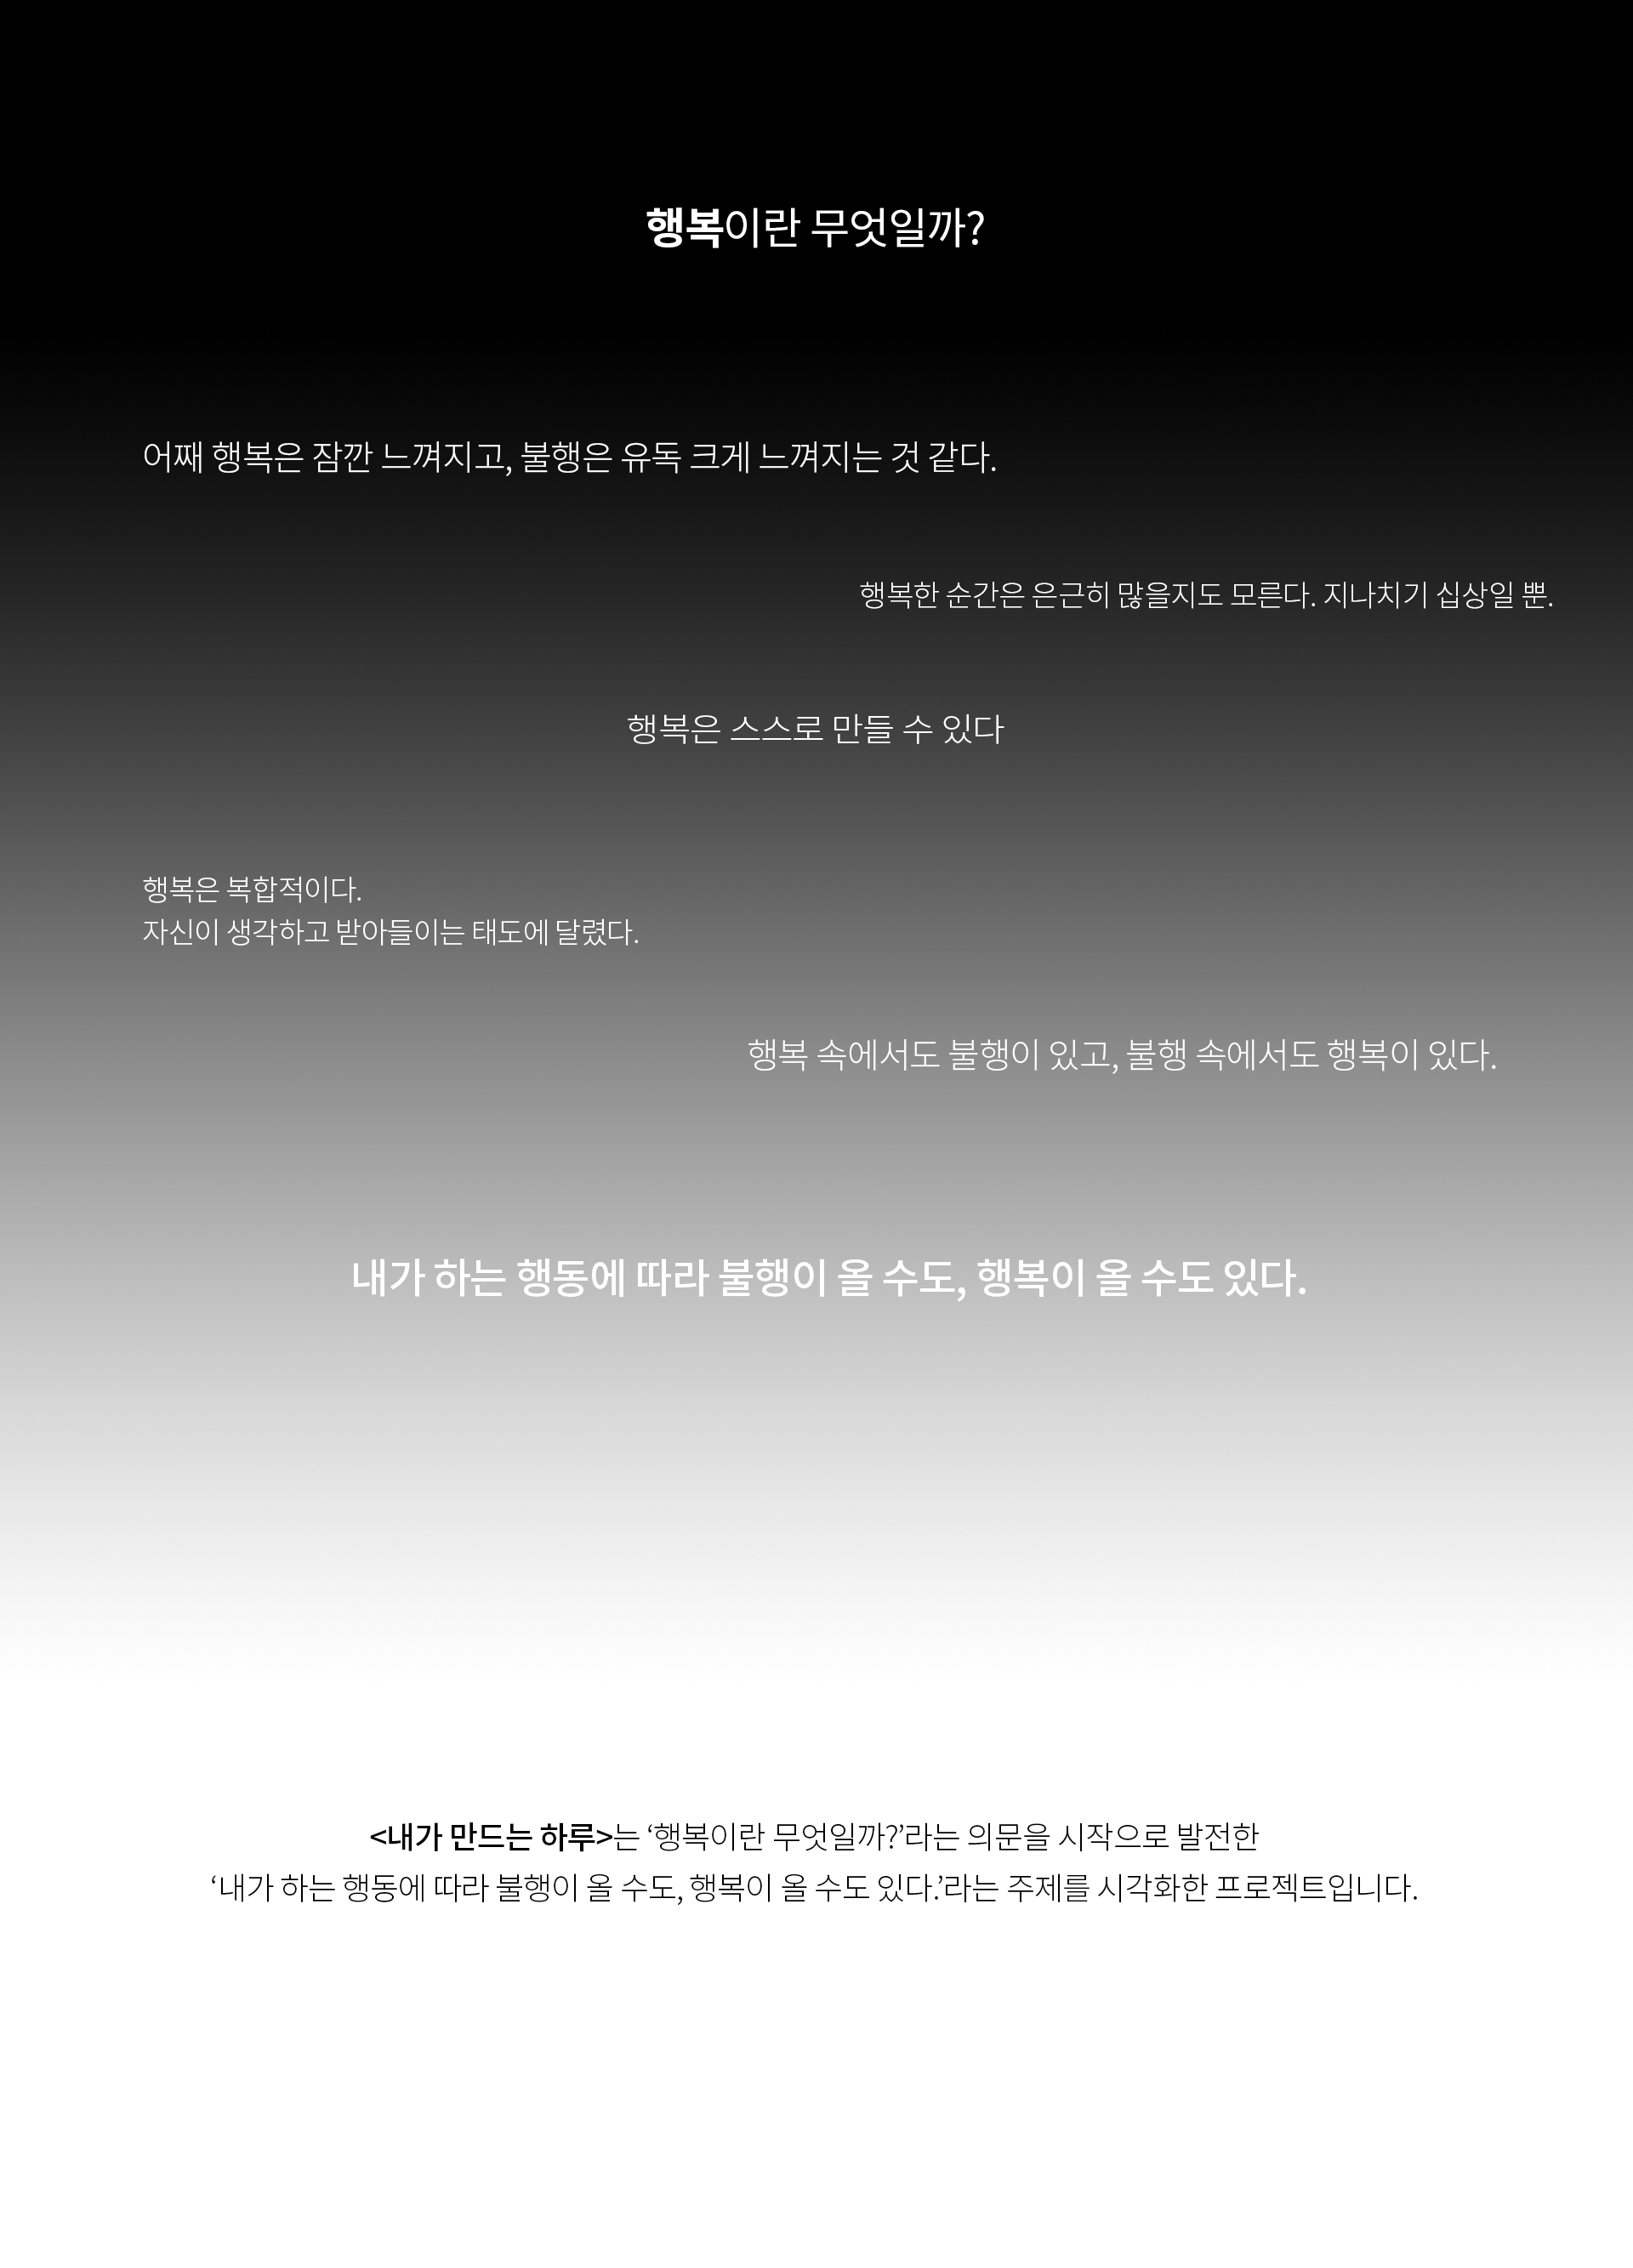 행복이란 무엇일까?
어째 행복은 잠깐 느껴지고, 불행은 유독 크게 느껴지는 것 같다.
행복한 순간은 은근히 많을지도 모른다. 지나치기 십상일 뿐.
행복은 스스로 만들 수 있다
행복은 복합적이다.
자신이 생각하고 받아들이는 태도에 달렸다.
행복 속에서도 불행이 있고, 불행 속에서도 행복이 있다.
내가 하는 행동에 따라 불행이 올 수도, 행복이 올 수도 있다.
<내가 만드는 하루>는 ‘행복이란 무엇일까?’라는 의문을 시작으로 발전한
‘내가 하는 행동에 따라 불행이 올 수도, 행복이 올 수도 있다.’라는 주제를 시각화한 프로젝트입니다.